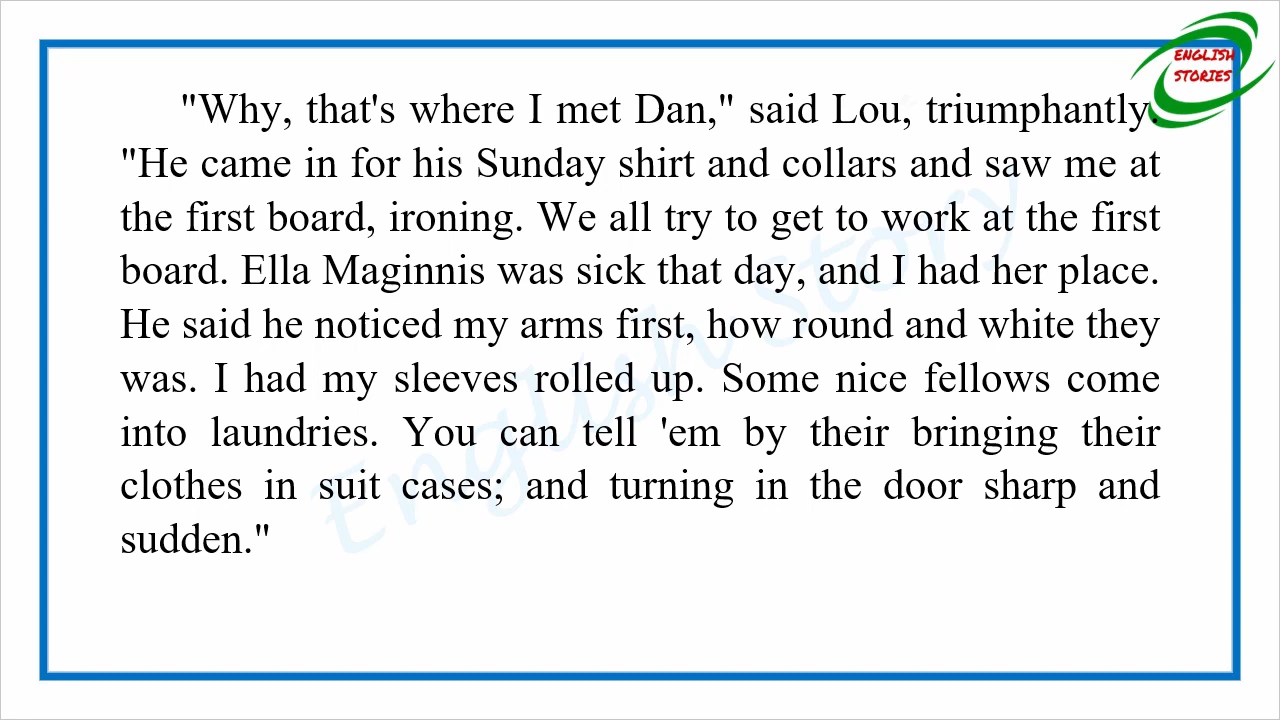 ENGLISH
STORIES
"Why, that's where I met Dan," said Lou, triumphantly.
"He came in for his Sunday shirt and collars and saw me at
the first board, ironing. We all try to get to work at the first
board. Ella Maginnis was sick that day, and I had her place.
He said he noticed my arms first, how round and white they
was. I had my sleeves rolled up. Some nice fellows come
into laundries. You can tell 'em by their bringing their
clothes in suit cases; and turning in the door sharp and
sudden."
English Story